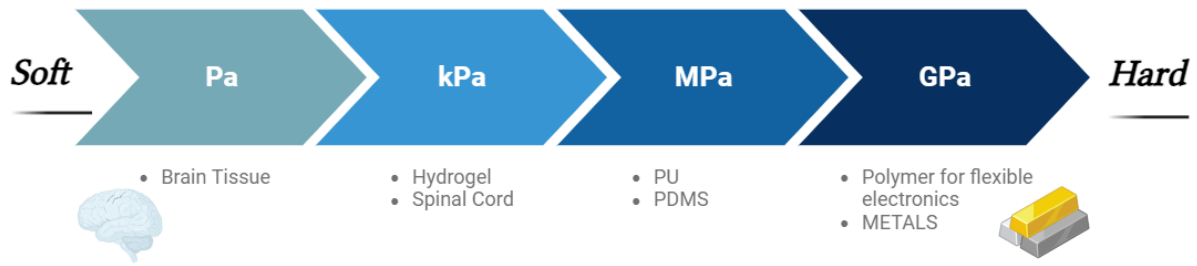 Soft
Pa
kPa
MPa
GPa
Hard
• Brain Tissue
• Hydrogel
• Spinal Cord
• PU
• PDMS
• Polymer for flexible
electronics
• METALS